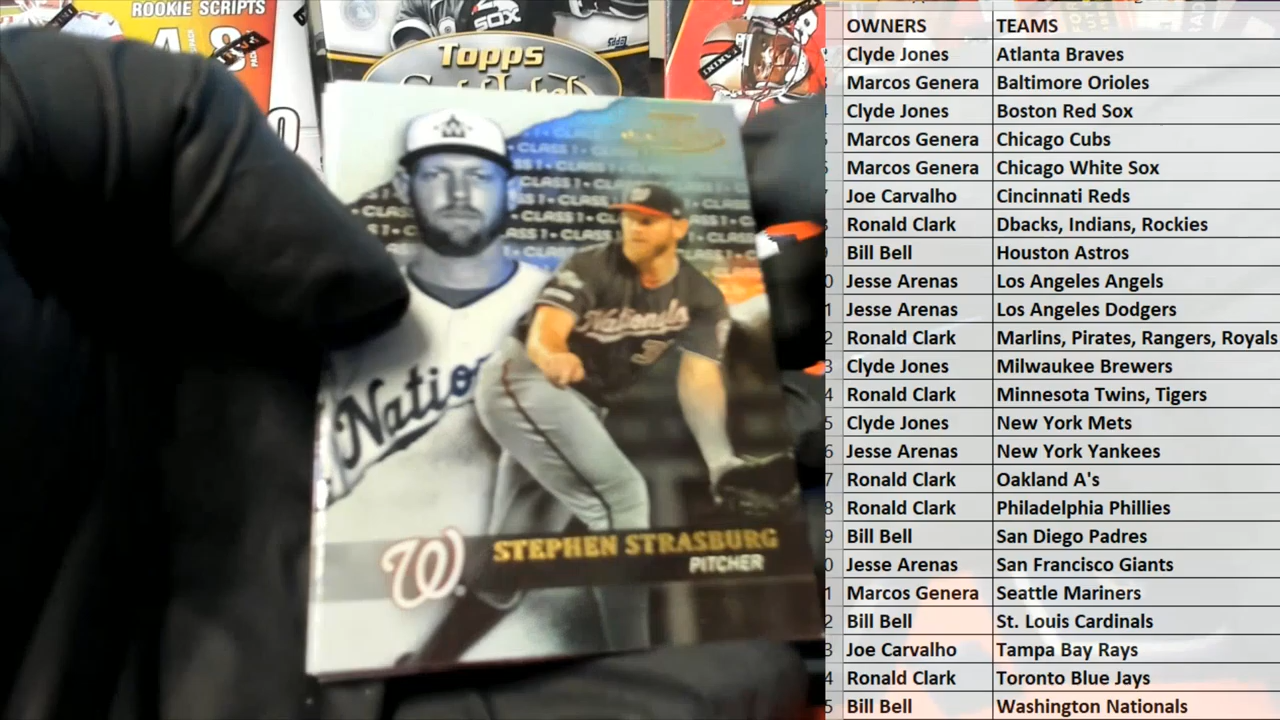 ROOKIE SCRIPTS
SOX
Topps
CLASS 1 • CLASS 1 •
Nationals
Natio
W
STEPHEN STRASBURG
PITCHER
OWNERS TEAMS
Clyde Jones Atlanta Braves
Marcos Genera Baltimore Orioles
Clyde Jones Boston Red Sox
Marcos Genera Chicago Cubs
Marcos Genera Chicago White Sox
Joe Carvalho Cincinnati Reds
Ronald Clark Dbacks, Indians, Rockies
Bill Bell Houston Astros
Jesse Arenas Los Angeles Angels
Jesse Arenas Los Angeles Dodgers
Ronald Clark Marlins, Pirates, Rangers, Royals
Clyde Jones Milwaukee Brewers
Ronald Clark Minnesota Twins, Tigers
Clyde Jones New York Mets
Jesse Arenas New York Yankees
Ronald Clark Oakland A's
Ronald Clark Philadelphia Phillies
Bill Bell San Diego Padres
Jesse Arenas San Francisco Giants
Marcos Genera Seattle Mariners
Bill Bell St. Louis Cardinals
Joe Carvalho Tampa Bay Rays
Ronald Clark Toronto Blue Jays
Bill Bell Washington Nationals